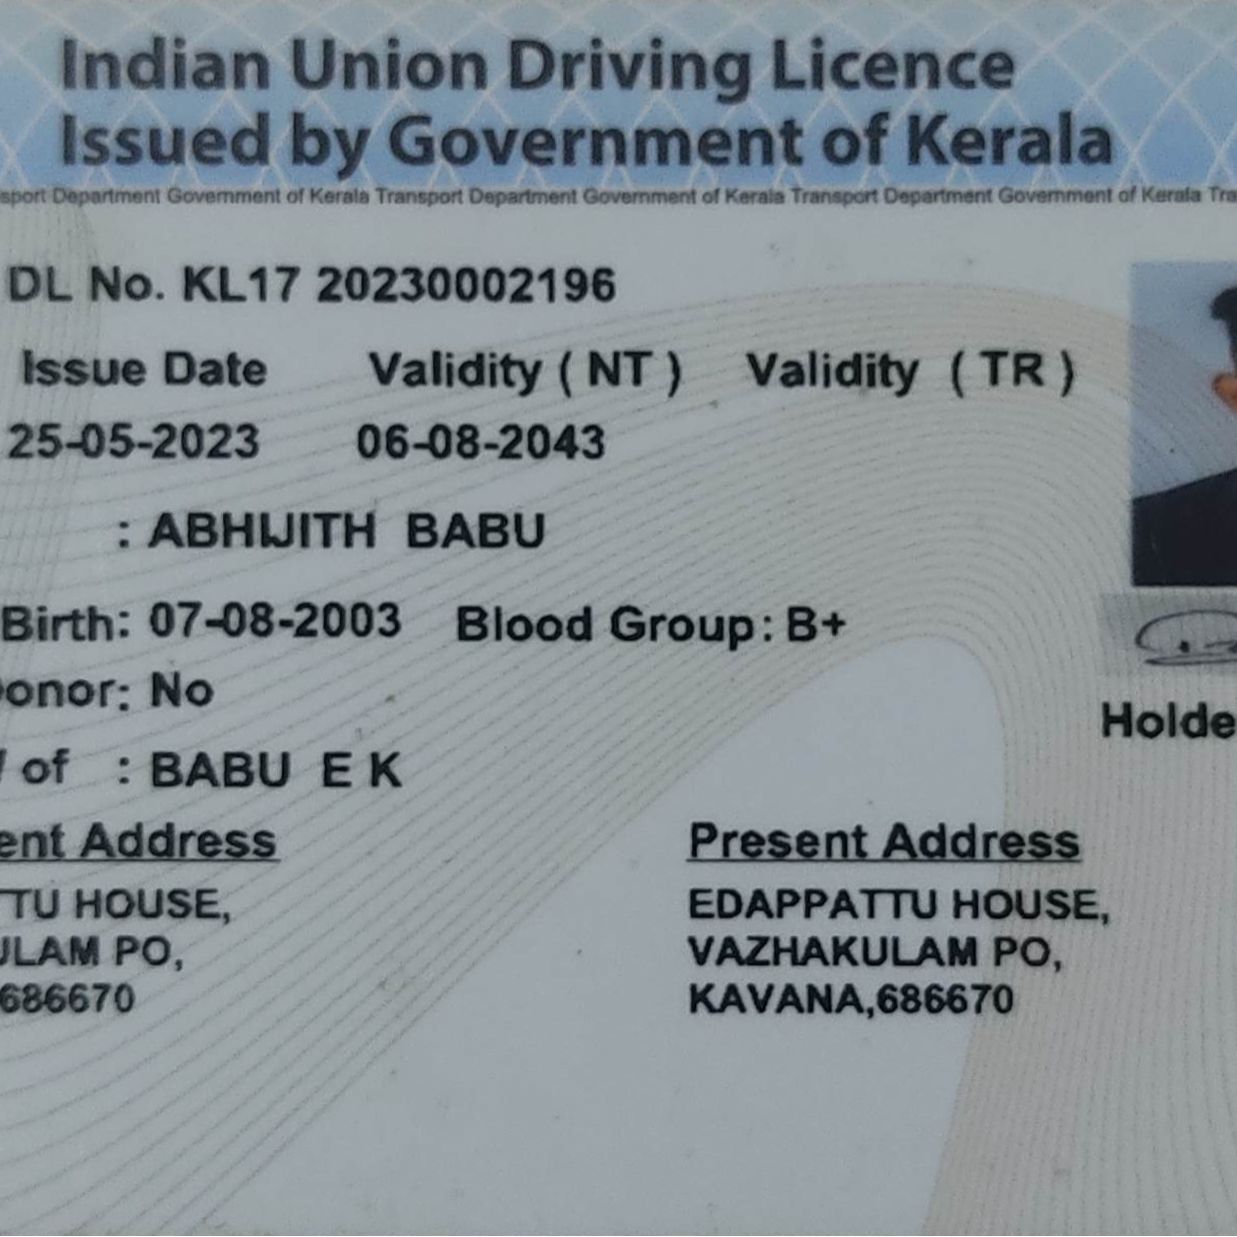 Indian Union Driving Licence
Issued by Government of Kerala
sport Department Government of Kerala Transport Department Government of Kerala Transport Department Government of Kerala Tra
DL No. KL17 20230002196
Issue Date Validity ( NT ) Validity ( TR )
25-05-2023 06-08-2043
: ABHIJITH BABU
Birth: 07-08-2003 Blood Group: B+
onor: No
Holde
of : BABU E K
ent Address Present Address
TTU HOUSE, EDAPPATTU HOUSE,
ULAM PO, VAZHAKULAM PO,
686670 KAVANA,686670